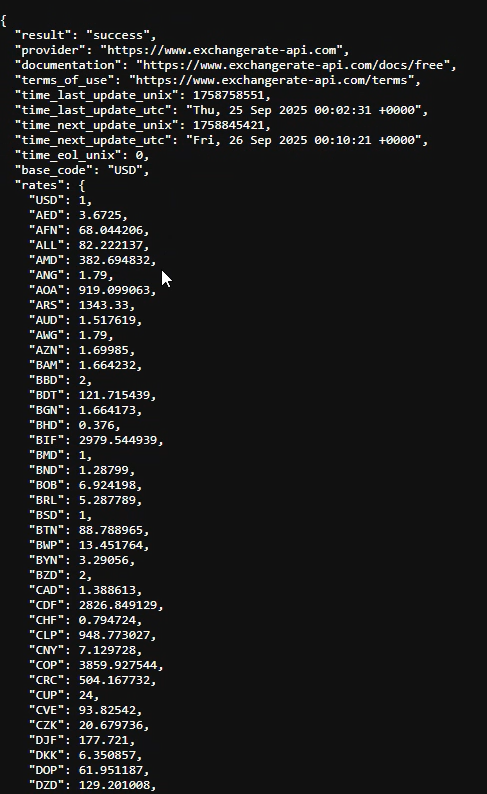 {
  "result": "success",
  "provider": "https://www.exchangerate-api.com",
  "documentation": "https://www.exchangerate-api.com/docs/free",
  "terms_of_use": "https://www.exchangerate-api.com/terms",
  "time_last_update_unix": 1758758551,
  "time_last_update_utc": "Thu, 25 Sep 2025 00:02:31 +0000",
  "time_next_update_unix": 1758845421,
  "time_next_update_utc": "Fri, 26 Sep 2025 00:10:21 +0000",
  "time_eol_unix": 0,
  "base_code": "USD",
  "rates": {
    "USD": 1,
    "AED": 3.6725,
    "AFN": 68.044206,
    "ALL": 82.222137,
    "AMD": 382.694832,
    "ANG": 1.79,
    "AOA": 919.099063,
    "ARS": 1343.33,
    "AUD": 1.517619,
    "AWG": 1.79,
    "AZN": 1.69985,
    "BAM": 1.664232,
    "BBD": 2,
    "BDT": 121.715439,
    "BGN": 1.664173,
    "BHD": 0.376,
    "BIF": 2979.544939,
    "BMD": 1,
    "BND": 1.28799,
    "BOB": 6.924198,
    "BRL": 5.287789,
    "BSD": 1,
    "BTN": 88.788965,
    "BWP": 13.451764,
    "BYN": 3.29056,
    "BZD": 2,
    "CAD": 1.388613,
    "CDF": 2826.849129,
    "CHF": 0.794724,
    "CLP": 948.773027,
    "CNY": 7.129728,
    "COP": 3859.927544,
    "CRC": 504.167732,
    "CUP": 24,
    "CVE": 93.82542,
    "CZK": 20.679736,
    "DJF": 177.721,
    "DKK": 6.350857,
    "DOP": 61.951187,
    "DZD": 129.201008,